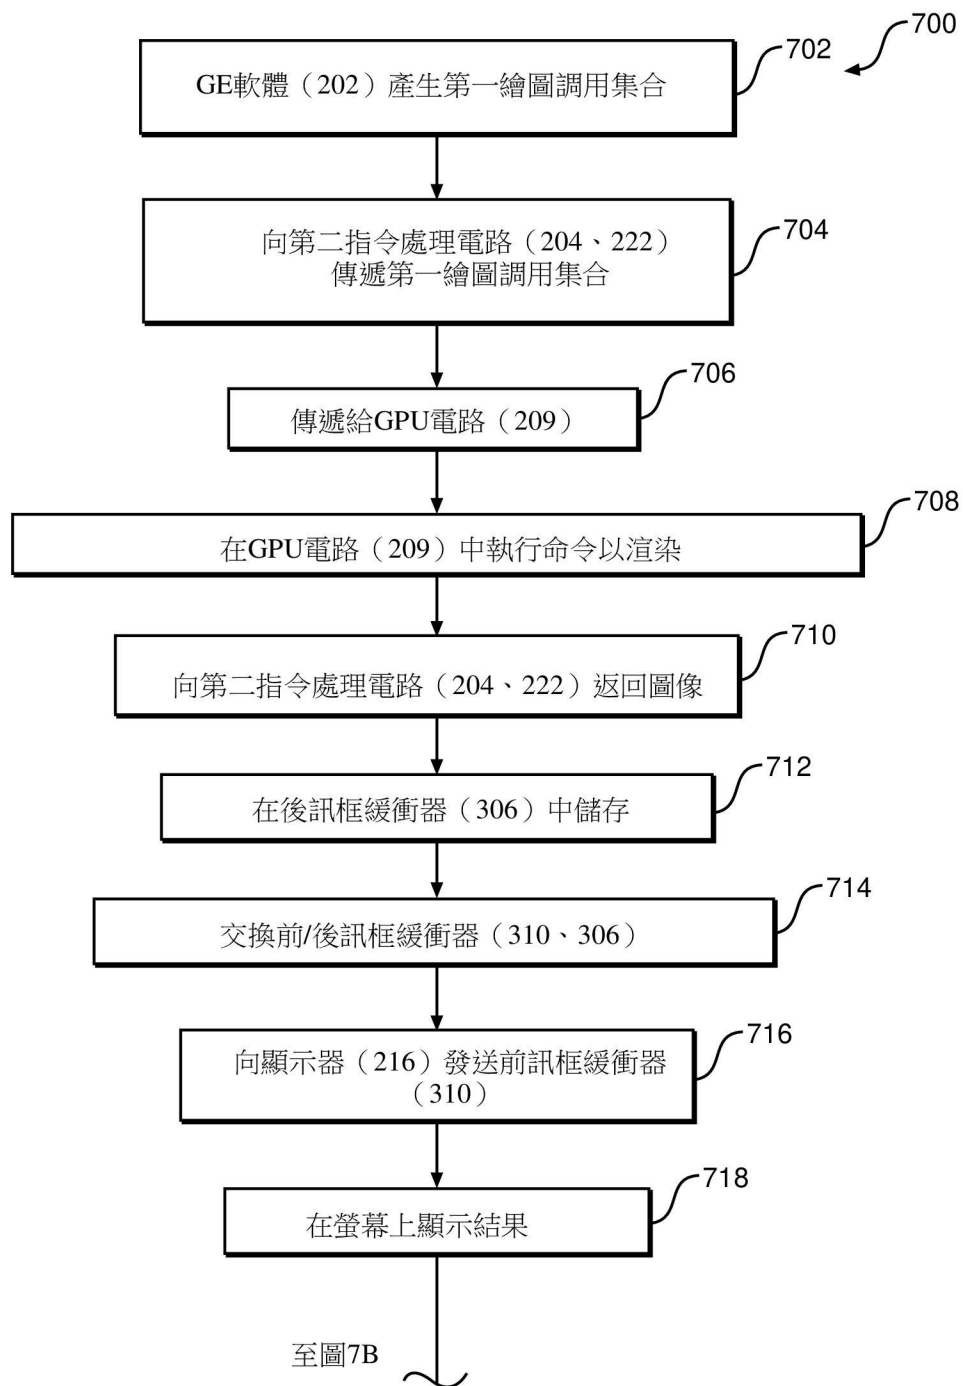 700
702
GE軟體（202）產生第一繪圖調用集合
704
向第二指令處理電路（204、222）
傳遞第一繪圖調用集合
706
傳遞給GPU電路（209）
708
在GPU電路（209）中執行命令以渲染
710
向第二指令處理電路（204、222）返回圖像
712
在後訊框緩衝器（306）中儲存
714
交換前/後訊框緩衝器（310、306）
716
向顯示器（216）發送前訊框緩衝器
（310）
718
在螢幕上顯示結果
至圖7B